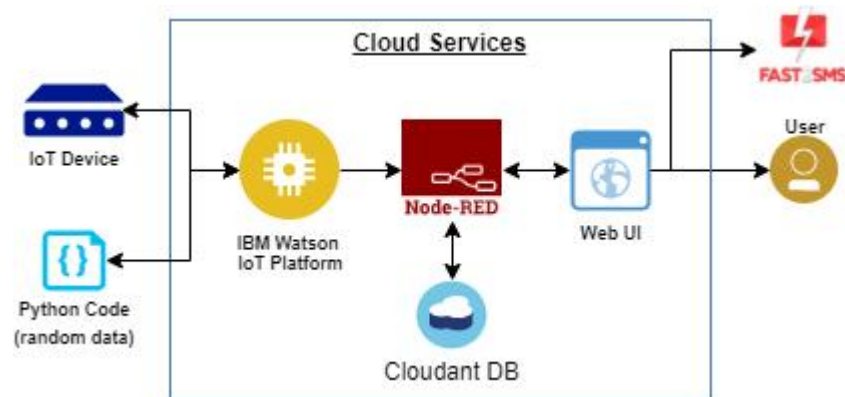 Cloud Services
FAST2SMS
IoT Device
User
Node-RED
Web UI
IBM Watson
IoT Platform
{ }
Python Code
(random data)
Cloudant DB